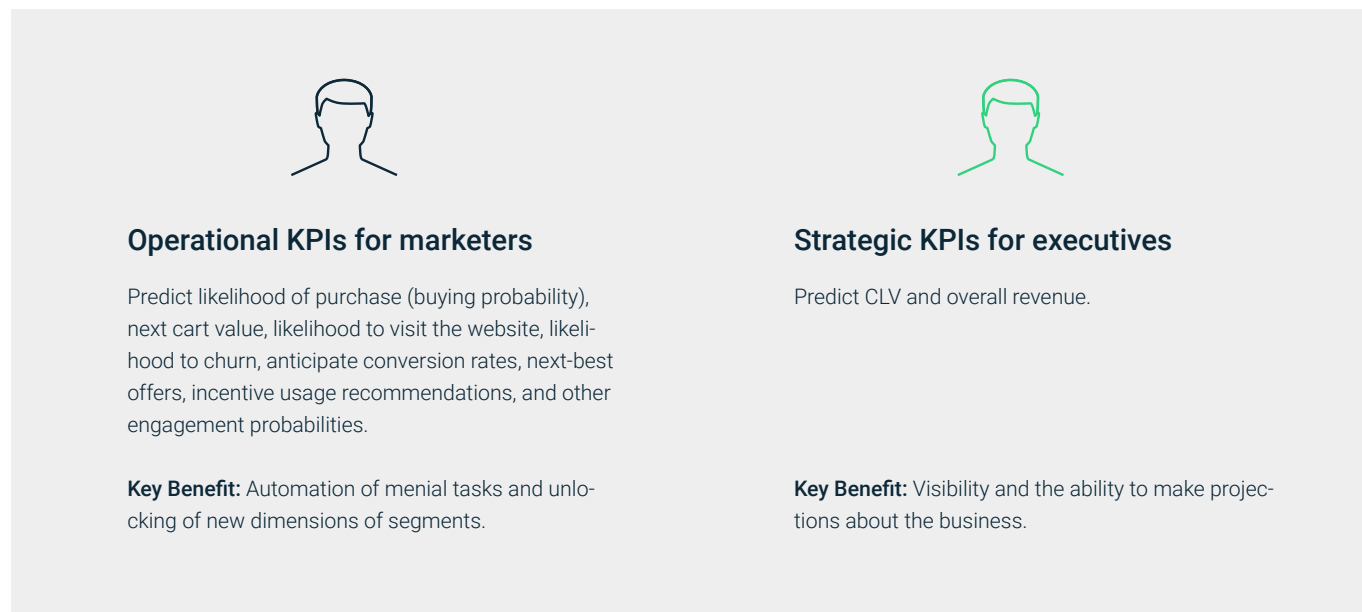 Operational KPIs for marketers
Predict likelihood of purchase (buying probability),
next cart value, likelihood to visit the website, likeli-
hood to churn, anticipate conversion rates, next-best
offers, incentive usage recommendations, and other
engagement probabilities.
Key Benefit: Automation of menial tasks and unlo-
cking of new dimensions of segments.
Strategic KPIs for executives
Predict CLV and overall revenue.
Key Benefit: Visibility and the ability to make projec-
tions about the business.